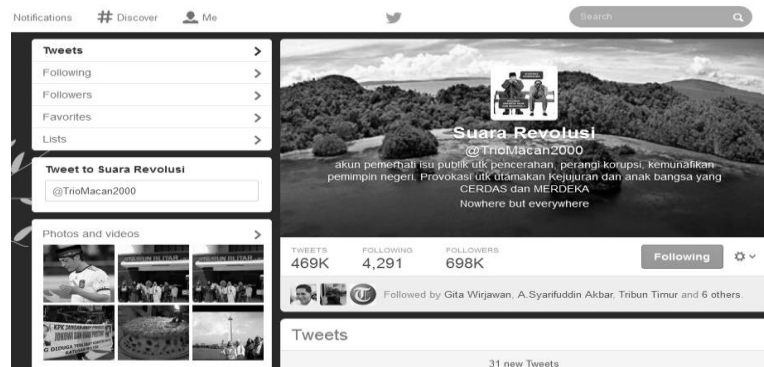 Notifications # Discover Me
Search
Tweets
Following
Followers
Favorites
Lists
Tweet to Suara Revolusi
@TrioMacan2000
Photos and videos
Suara Revolusi
@TrioMacan2000
akun pemerhati isu publik utk pencerahan, perangi korupsi, kemunafikan
pemimpin negeri. Provokasi utk utamakan Kejujuran dan anak bangsa yang
CERDAS dan MERDEKA
Nowhere but everywhere
TWEETS FOLLOWING FOLLOWERS
469K 4,291 698K
Following
Followed by Gita Wirjawan, A.Syarifuddin Akbar, Tribun Timur and 6 others.
Tweets
31 new Tweets